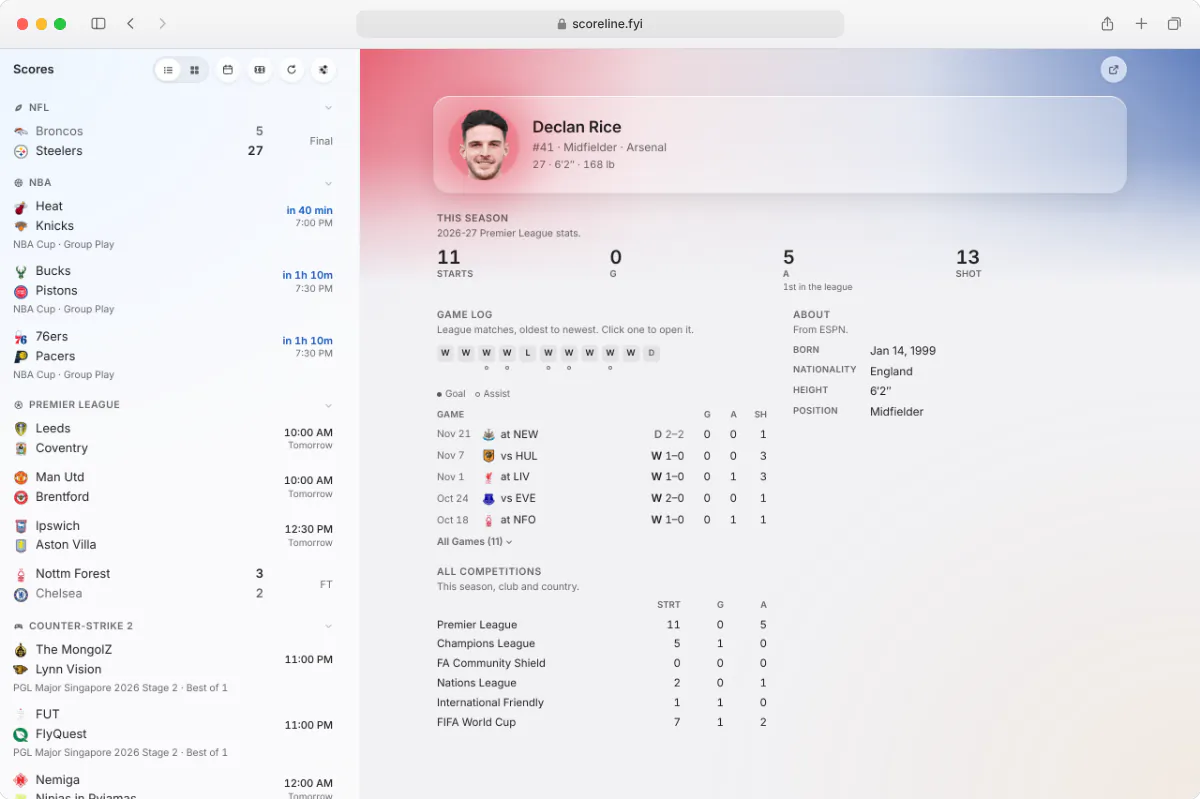 scoreline.fyi
Scores
NFL
Broncos 5
Steelers 27
Final
NBA
Heat
Knicks
in 40 min
7:00 PM
NBA Cup · Group Play
Bucks
Pistons
in 1h 10m
7:30 PM
NBA Cup · Group Play
76ers
Pacers
in 1h 10m
7:30 PM
NBA Cup · Group Play
PREMIER LEAGUE
Leeds
Coventry
10:00 AM
Tomorrow
Man Utd
Brentford
10:00 AM
Tomorrow
Ipswich
Aston Villa
12:30 PM
Tomorrow
Nottm Forest 3
Chelsea 2
FT
COUNTER-STRIKE 2
The MongolZ
Lynn Vision
11:00 PM
PGL Major Singapore 2026 Stage 2 · Best of 1
FUT
FlyQuest
11:00 PM
PGL Major Singapore 2026 Stage 2 · Best of 1
Nemiga
Ninjas in Pyjamas
12:00 AM
Tomorrow
Declan Rice
#41 · Midfielder · Arsenal
27 · 6'2" · 168 lb
THIS SEASON
2026-27 Premier League stats.
11 0 5 13
STARTS G A SHOT
1st in the league
GAME LOG
League matches, oldest to newest. Click one to open it.
W W W W L W W W W W D
Goal Assist
GAME G A SH
Nov 21 at NEW D 2–2 0 0 1
Nov 7 vs HUL W 1–0 0 0 3
Nov 1 at LIV W 1–0 0 1 3
Oct 24 vs EVE W 2–0 0 0 1
Oct 18 at NFO W 1–0 0 1 1
All Games (11)
ABOUT
From ESPN.
BORN Jan 14, 1999
NATIONALITY England
HEIGHT 6'2"
POSITION Midfielder
ALL COMPETITIONS
This season, club and country.
STRT G A
Premier League 11 0 5
Champions League 5 1 0
FA Community Shield 0 0 0
Nations League 2 0 1
International Friendly 1 1 0
FIFA World Cup 7 1 2